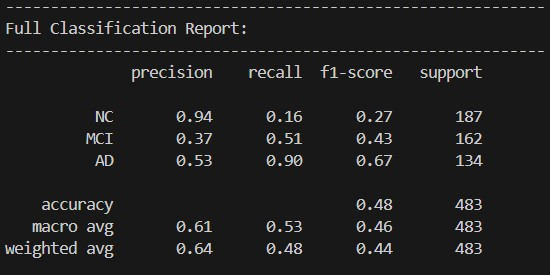 ------------------------------------------------------------
Full Classification Report:
------------------------------------------------------------
              precision    recall  f1-score   support

          NC       0.94      0.16      0.27       187
         MCI       0.37      0.51      0.43       162
          AD       0.53      0.90      0.67       134

    accuracy                           0.48       483
   macro avg       0.61      0.53      0.46       483
weighted avg       0.64      0.48      0.44       483